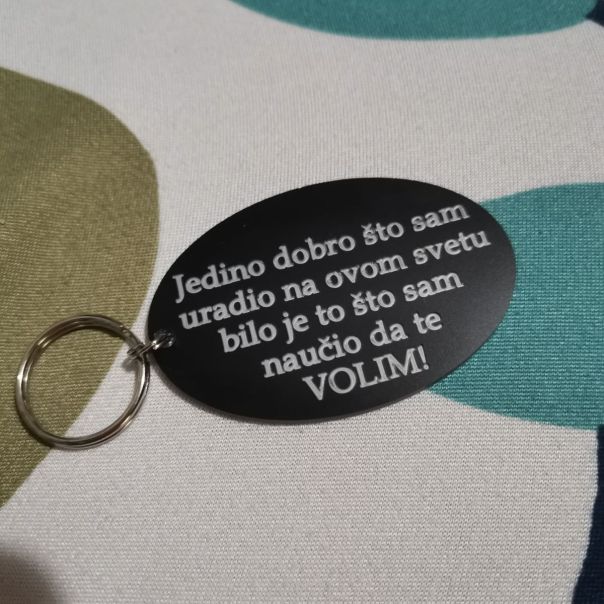 Jedino dobro što sam
uradio na ovom svetu
bilo je to što sam
naučio da te
VOLIM!